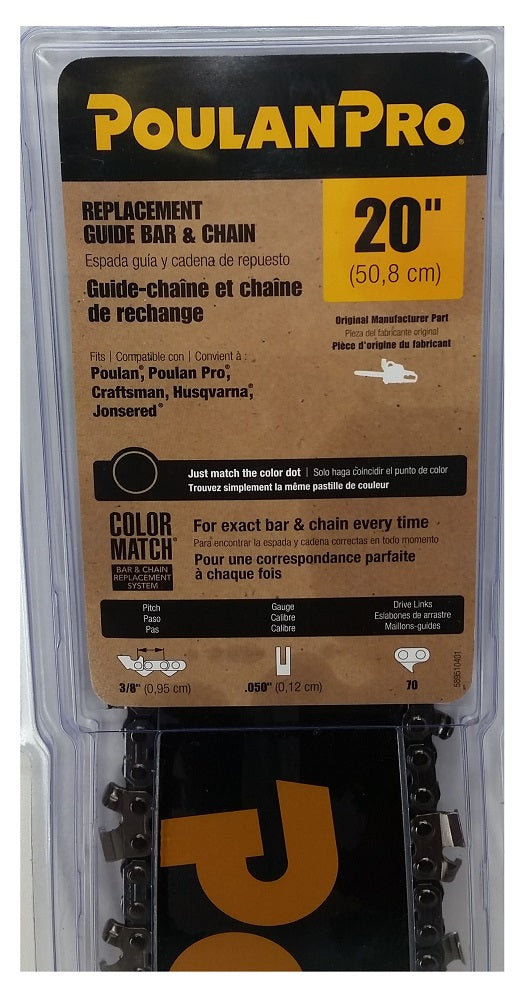 POULAN PRO®
REPLACEMENT
GUIDE BAR & CHAIN
Espada guía y cadena de repuesto
Guide-chaîne et chaîne
de rechange
20"
(50,8 cm)
Original Manufacturer Part
Pieza del fabricante original
Pièce d'origine du fabricant
Fits | Compatible con | Convient à :
Poulan®, Poulan Pro®,
Craftsman, Husqvarna®,
Jonsered®
Just match the color dot | Solo haga coincidir el punto de color
Trouvez simplement la même pastille de couleur
COLOR
MATCH®
BAR & CHAIN
REPLACEMENT
SYSTEM
For exact bar & chain every time
Para encontrar la espada y cadena correctas en todo momento
Pour une correspondance parfaite
à chaque fois
Pitch
Paso
Pas
Gauge
Calibre
Calibre
Drive Links
Eslabones de arrastre
Maillons-guides
3/8" (0,95 cm)
.050" (0,12 cm)
70
589510401
P